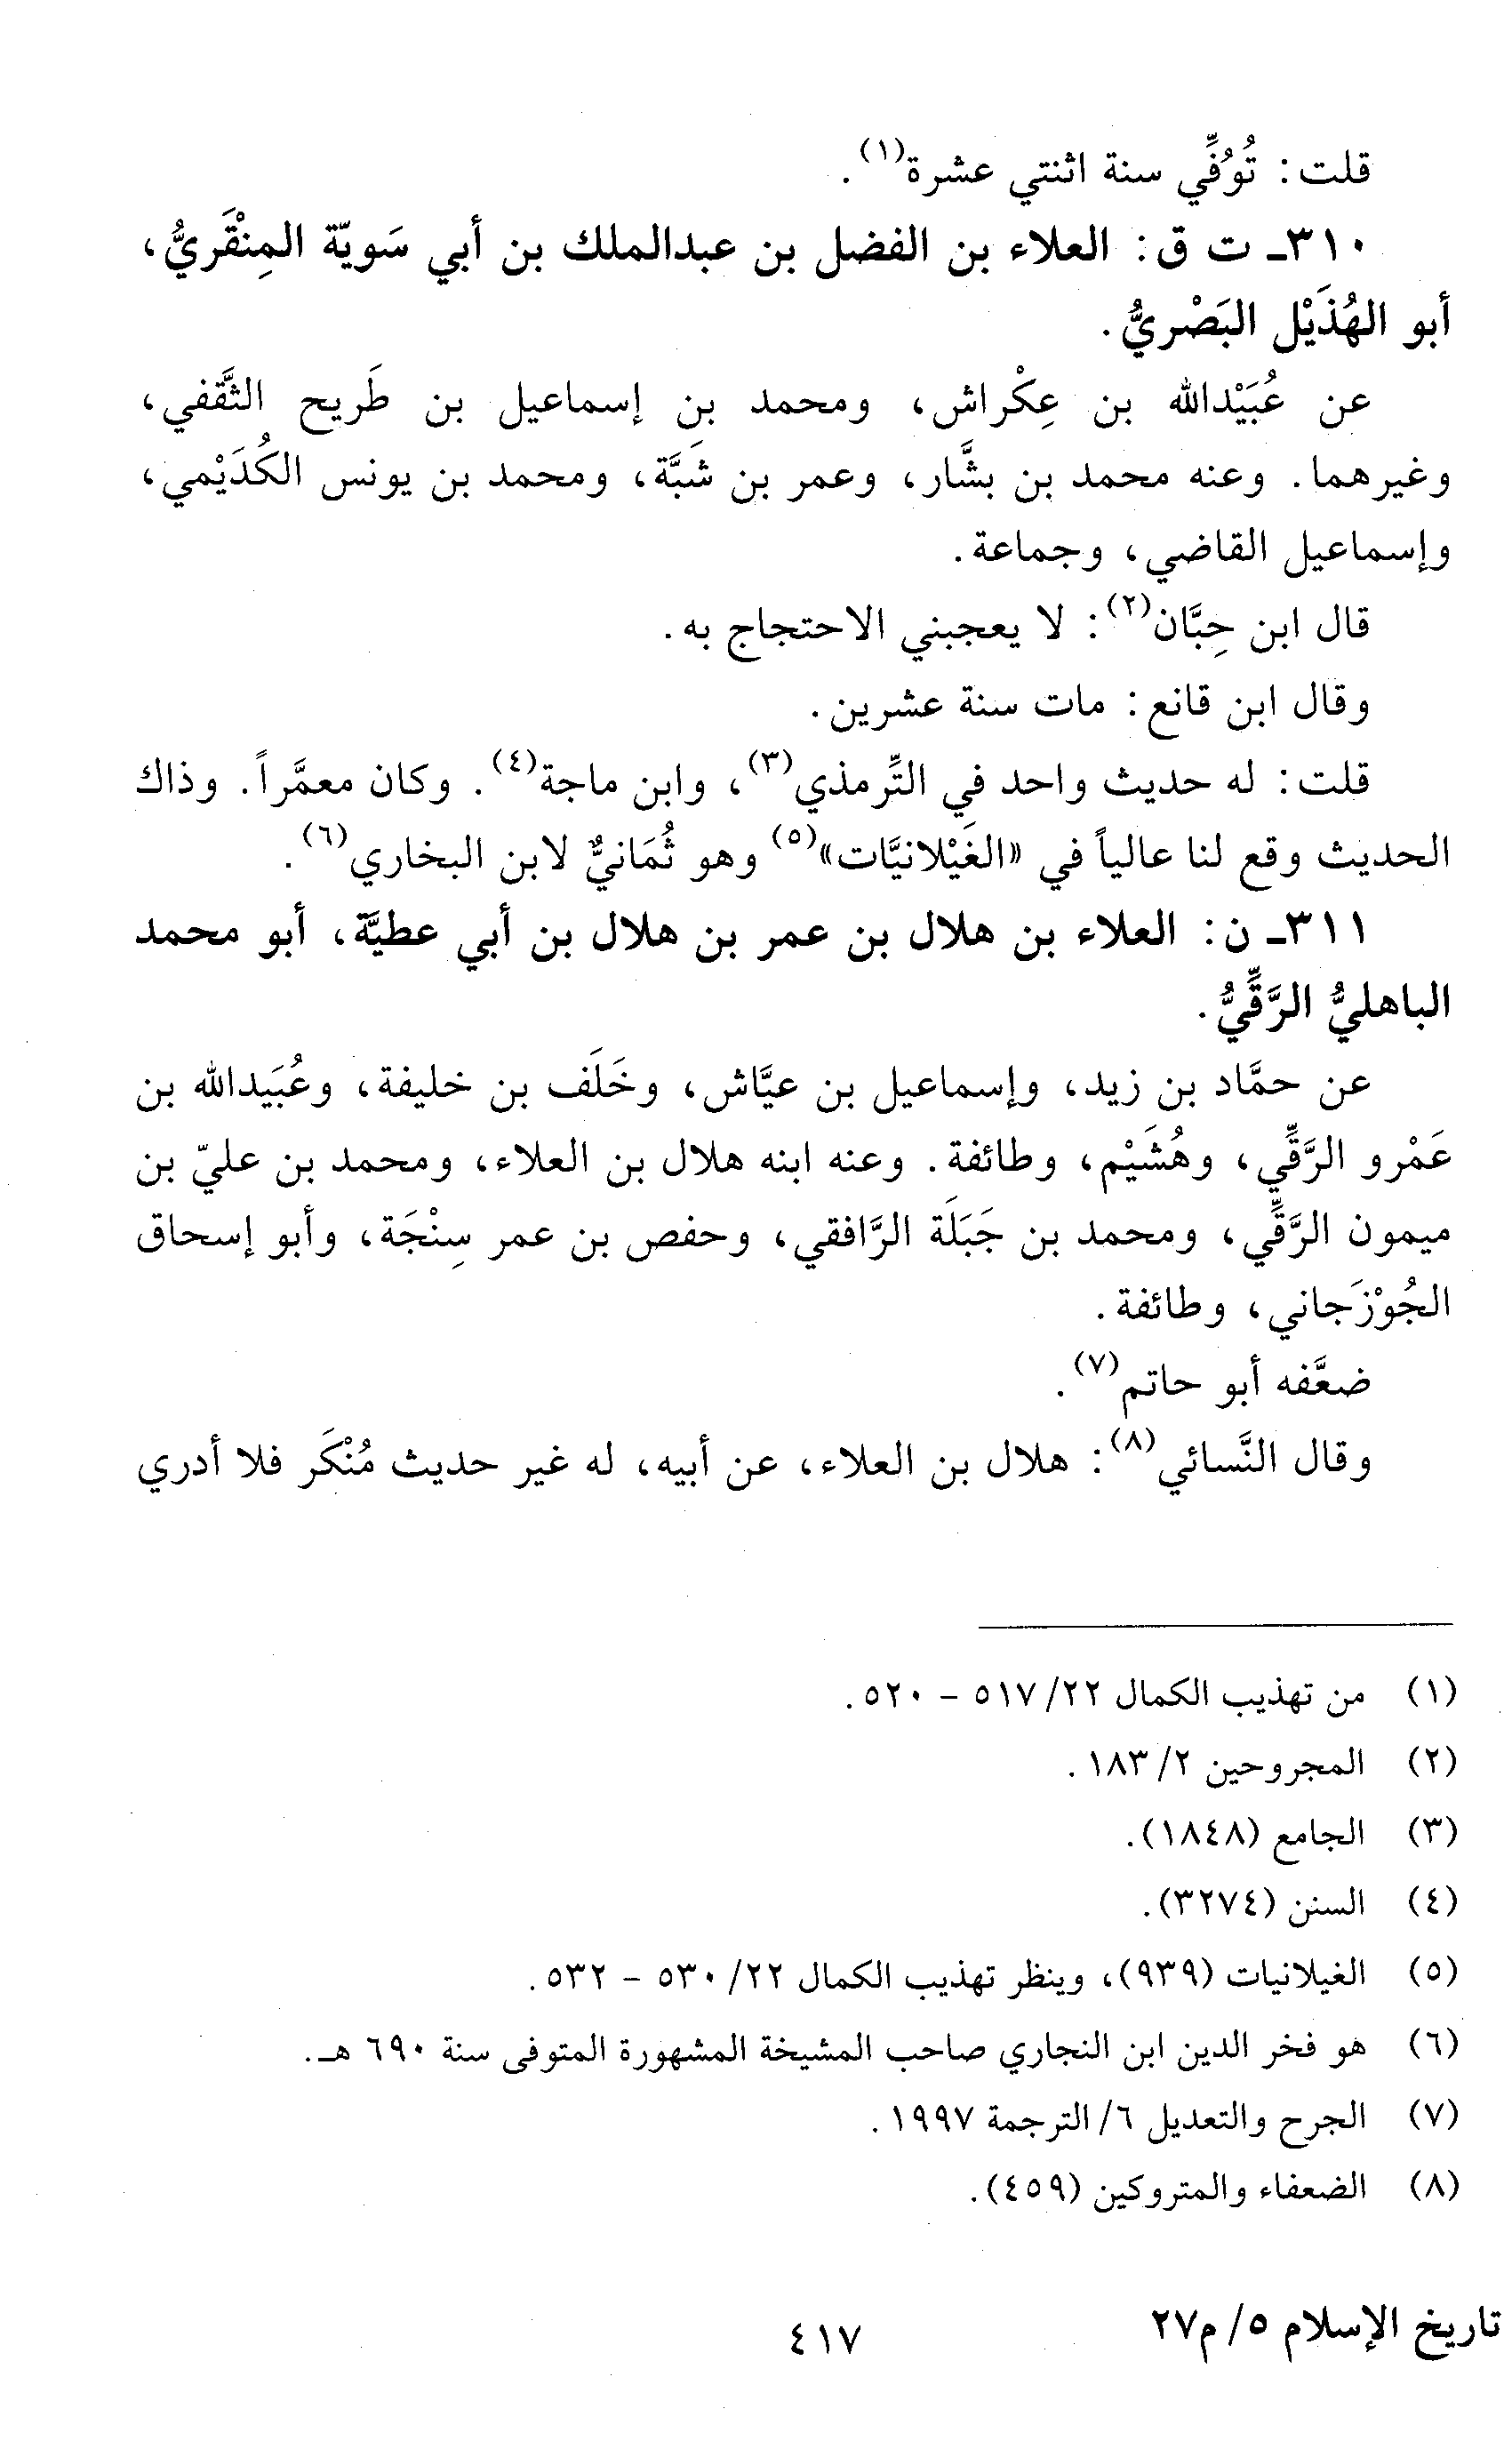 قلت: تُوُفِّي سنة اثنتي عشرة(١).
٣١٠ـ ت ق: العلاء بن الفضل بن عبدالملك بن أبي سَويّة المِنْقَريُّ،
أبو الهُذَيْل البَصْريُّ.
عن عُبَيْدالله بن عِكْراش، ومحمد بن إسماعيل بن طَريح الثَّقفي،
وغيرهما. وعنه محمد بن بشَّار، وعمر بن شَبَّة، ومحمد بن يونس الكُدَيْمي،
وإسماعيل القاضي، وجماعة.
قال ابن حِبَّان(٢): لا يعجبني الاحتجاج به.
وقال ابن قانع: مات سنة عشرين.
قلت: له حديث واحد في التِّرمذي(٣)، وابن ماجة(٤). وكان معمَّراً. وذاك
الحديث وقع لنا عالياً في «الغَيْلانيَّات»(٥) وهو ثُمَانيٌّ لابن البخاري(٦).
٣١١ـ ن: العلاء بن هلال بن عمر بن هلال بن أبي عطيَّة، أبو محمد
الباهليُّ الرَّقِّيُّ.
عن حمَّاد بن زيد، وإسماعيل بن عيَّاش، وخَلَف بن خليفة، وعُبَيدالله بن
عَمْرو الرَّقِّي، وهُشَيْم، وطائفة. وعنه ابنه هلال بن العلاء، ومحمد بن عليّ بن
ميمون الرَّقِّي، ومحمد بن جَبَلَة الرَّافقي، وحفص بن عمر سِنْجَة، وأبو إسحاق
الجُوْزَجاني، وطائفة.
ضعَّفه أبو حاتم(٧).
وقال النَّسائي(٨): هلال بن العلاء، عن أبيه، له غير حديث مُنْكَر فلا أدري
(١) من تهذيب الكمال ٢٢/ ٥١٧ – ٥٢٠.
(٢) المجروحين ٢/ ١٨٣.
(٣) الجامع (١٨٤٨).
(٤) السنن (٣٢٧٤).
(٥) الغيلانيات (٩٣٩)، وينظر تهذيب الكمال ٢٢/ ٥٣٠ – ٥٣٢.
(٦) هو فخر الدين ابن النجاري صاحب المشيخة المشهورة المتوفى سنة ٦٩٠ هـ.
(٧) الجرح والتعديل ٦/ الترجمة ١٩٩٧.
(٨) الضعفاء والمتروكين (٤٥٩).
تاريخ الإسلام ٥/ م٢٧
٤١٧